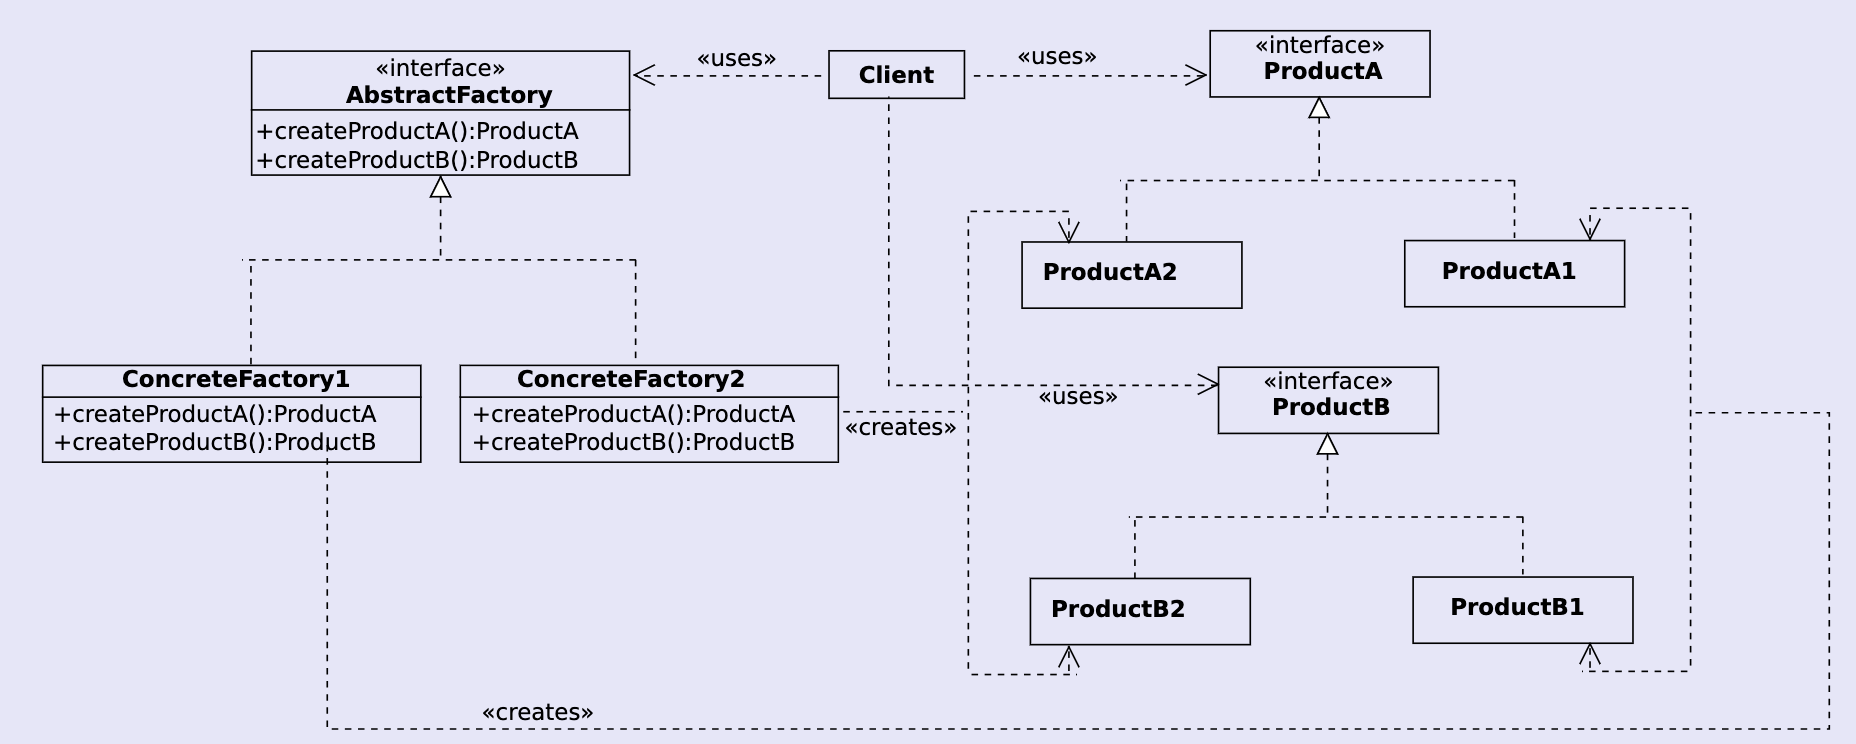 «interface»
AbstractFactory
+createProductA():ProductA
+createProductB():ProductB
«uses»
Client
«uses»
«interface»
ProductA
ProductA2
ProductA1
ConcreteFactory1
+createProductA():ProductA
+createProductB():ProductB
ConcreteFactory2
+createProductA():ProductA
+createProductB():ProductB
«creates»
«uses»
«interface»
ProductB
ProductB2
ProductB1
«creates»